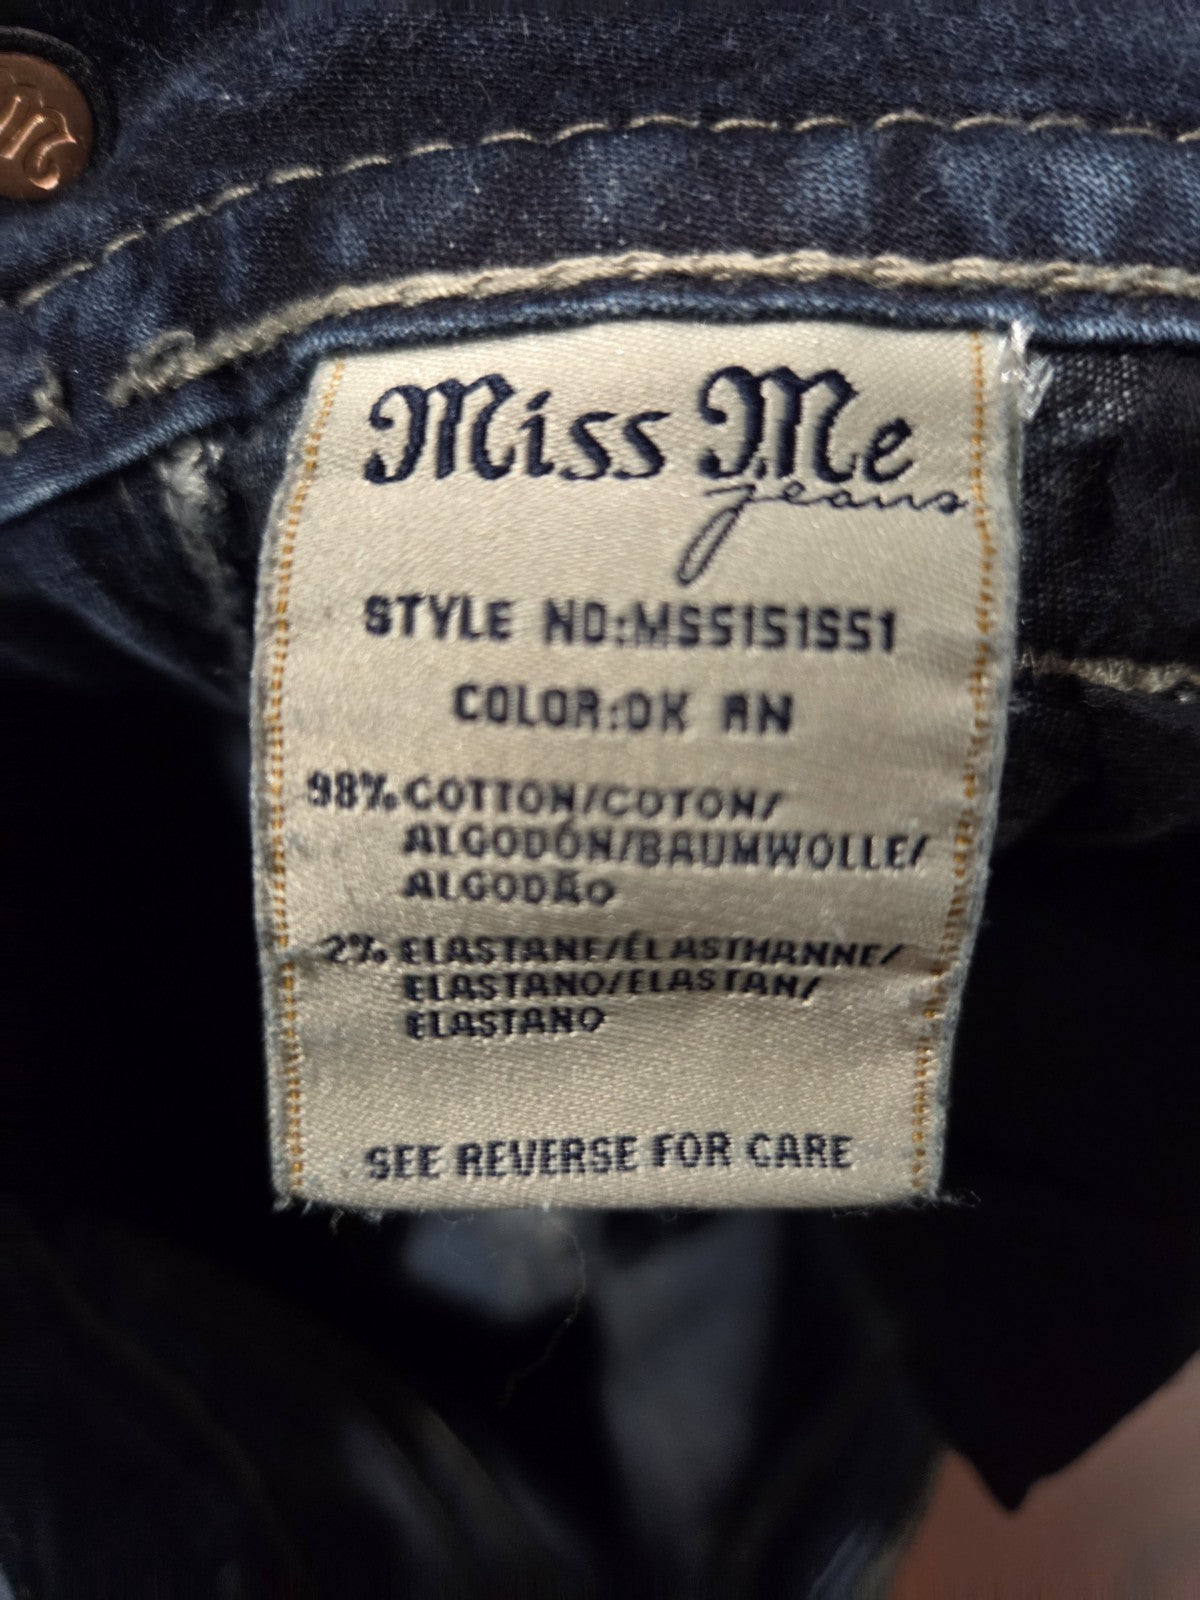 Miss Me
jeans
STYLE NO:MS5151S51
COLOR:DK RN
98% COTTON/COTON/
ALGODÓN/BAUMWOLLE/
ALGODÃO
2% ELASTANE/ÉLASTHANNE/
ELASTANO/ELASTAN/
ELASTANO
SEE REVERSE FOR CARE